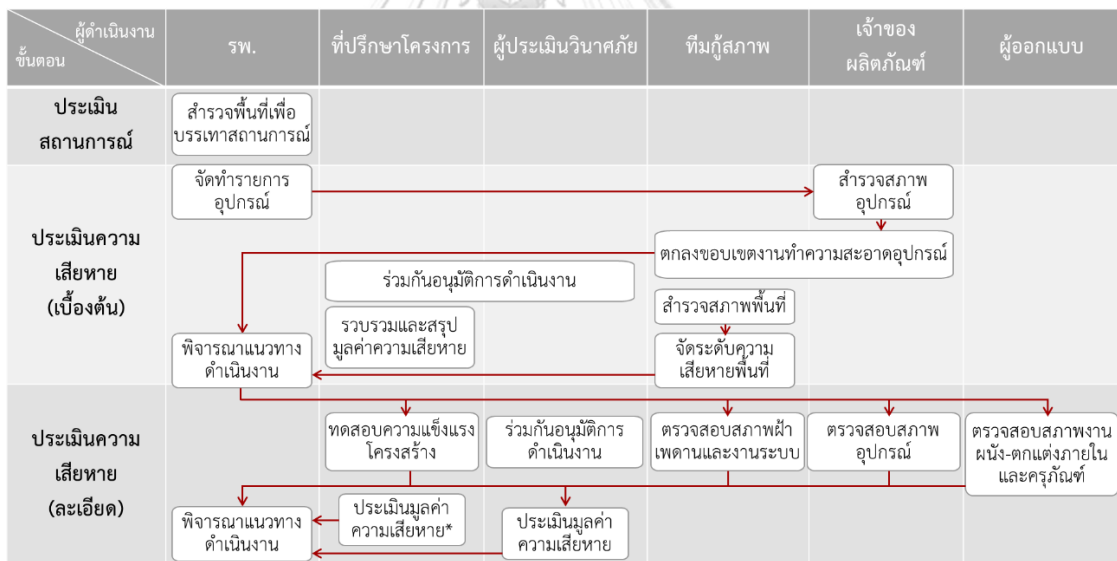 ผู้ดำเนินงาน
ขั้นตอน
รพ.
ที่ปรึกษาโครงการ
ผู้ประเมินวินาศภัย
ทีมกู้สภาพ
เจ้าของ
ผลิตภัณฑ์
ผู้ออกแบบ
ประเมิน
สถานการณ์
สำรวจพื้นที่เพื่อ
บรรเทาสถานการณ์
ประเมินความ
เสียหาย
(เบื้องต้น)
จัดทำรายการ
อุปกรณ์
สำรวจสภาพ
อุปกรณ์
ตกลงขอบเขตงานทำความสะอาดอุปกรณ์
ร่วมกันอนุมัติการดำเนินงาน
สำรวจสภาพพื้นที่
รวบรวมและสรุป
มูลค่าความเสียหาย
พิจารณาแนวทาง
ดำเนินงาน
จัดระดับความ
เสียหายพื้นที่
ประเมินความ
เสียหาย
(ละเอียด)
ทดสอบความแข็งแรง
โครงสร้าง
ร่วมกันอนุมัติการ
ดำเนินงาน
ตรวจสอบสภาพฝ้า
เพดานและงานระบบ
ตรวจสอบสภาพ
อุปกรณ์
ตรวจสอบสภาพงาน
ผนัง-ตกแต่งภายใน
และครุภัณฑ์
พิจารณาแนวทาง
ดำเนินงาน
ประเมินมูลค่า
ความเสียหาย*
ประเมินมูลค่า
ความเสียหาย